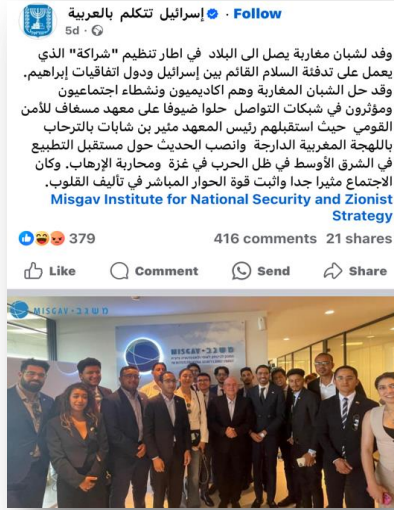 إسرائيل تتكلم بالعربية · Follow
5d ·
وفد لشبان مغاربة يصل الى البلاد في اطار تنظيم "شراكة" الذي
يعمل على تدفئة السلام القائم بين إسرائيل ودول اتفاقيات إبراهيم.
وقد حل الشبان المغاربة وهم اكاديميون ونشطاء اجتماعيون
ومؤثرون في شبكات التواصل حلوا ضيوفا على معهد مسغاف للأمن
القومي حيث استقبلهم رئيس المعهد مئير بن شابات بالترحاب
باللهجة المغربية الدارجة وانصب الحديث حول مستقبل التطبيع
في الشرق الأوسط في ظل الحرب في غزة ومحاربة الإرهاب. وكان
الاجتماع مثيرا جدا واثبت قوة الحوار المباشر في تأليف القلوب.
Misgav Institute for National Security and Zionist
Strategy
379 416 comments 21 shares
Like Comment Send Share
MISGAV · משגב
משגב · MISGAV